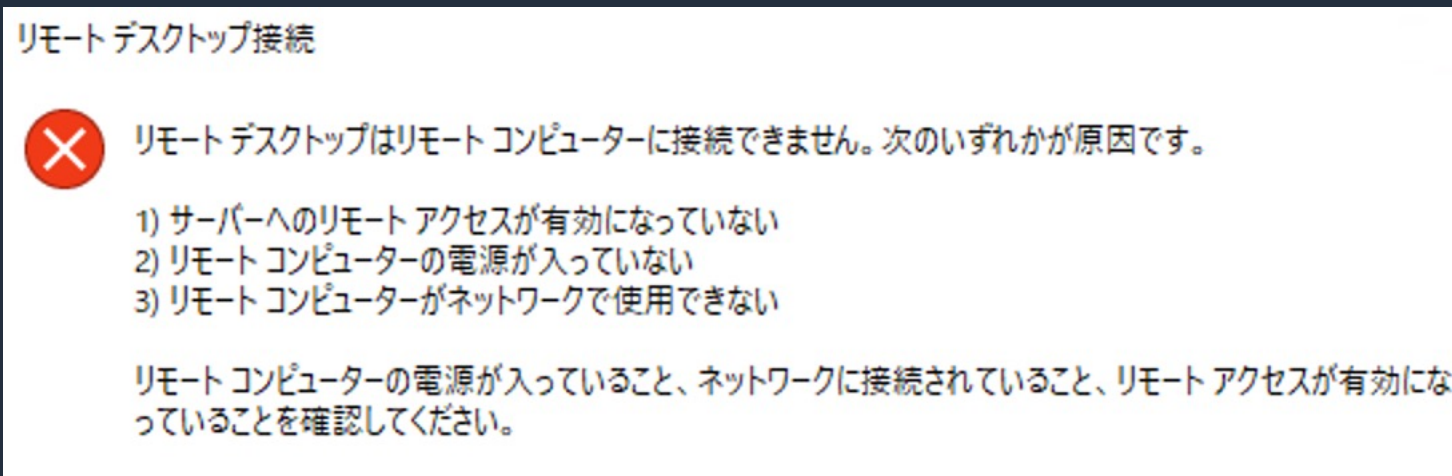 リモート デスクトップ接続
リモート デスクトップはリモート コンピューターに接続できません。次のいずれかが原因です。
1) サーバーへのリモート アクセスが有効になっていない
2) リモート コンピューターの電源が入っていない
3) リモート コンピューターがネットワークで使用できない
リモート コンピューターの電源が入っていること、ネットワークに接続されていること、リモート アクセスが有効にな
っていることを確認してください。